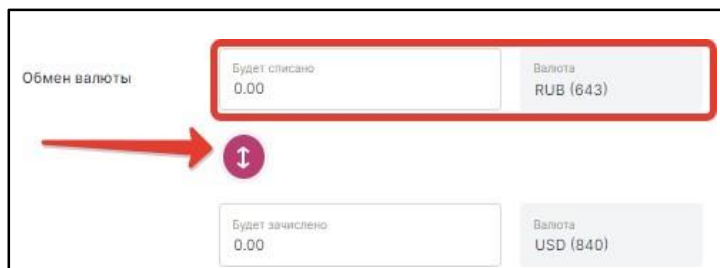 Обмен валюты
Будет списано
0.00
Валюта
RUB (643)
Будет зачислено
0.00
Валюта
USD (840)